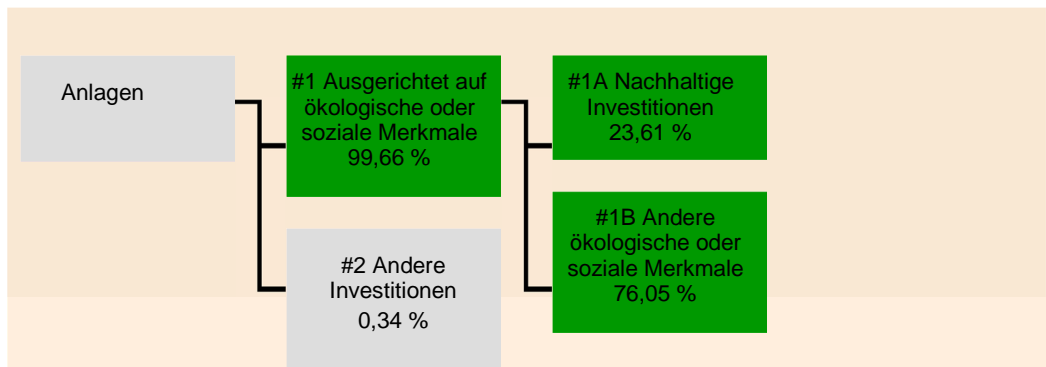 Anlagen
#1 Ausgerichtet auf
ökologische oder
soziale Merkmale
99,66 %
#2 Andere
Investitionen
0,34 %
#1A Nachhaltige
Investitionen
23,61 %
#1B Andere
ökologische oder
soziale Merkmale
76,05 %